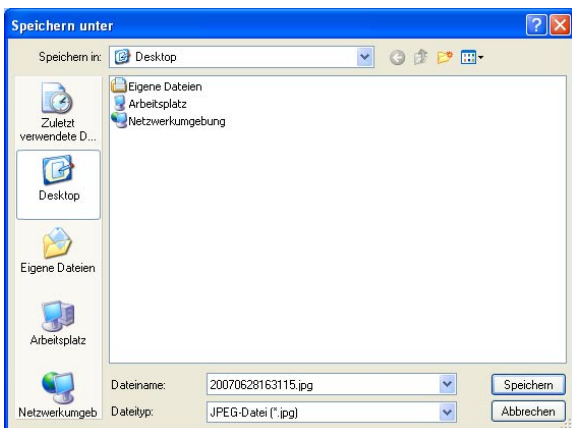 Speichern unter
Speichern in:
Desktop
Zuletzt
verwendete D...
Desktop
Eigene Dateien
Arbeitsplatz
Netzwerkumgeb
Eigene Dateien
Arbeitsplatz
Netzwerkumgebung
Dateiname:
20070628163115.jpg
Speichern
Dateityp:
JPEG-Datei (*.jpg)
Abbrechen